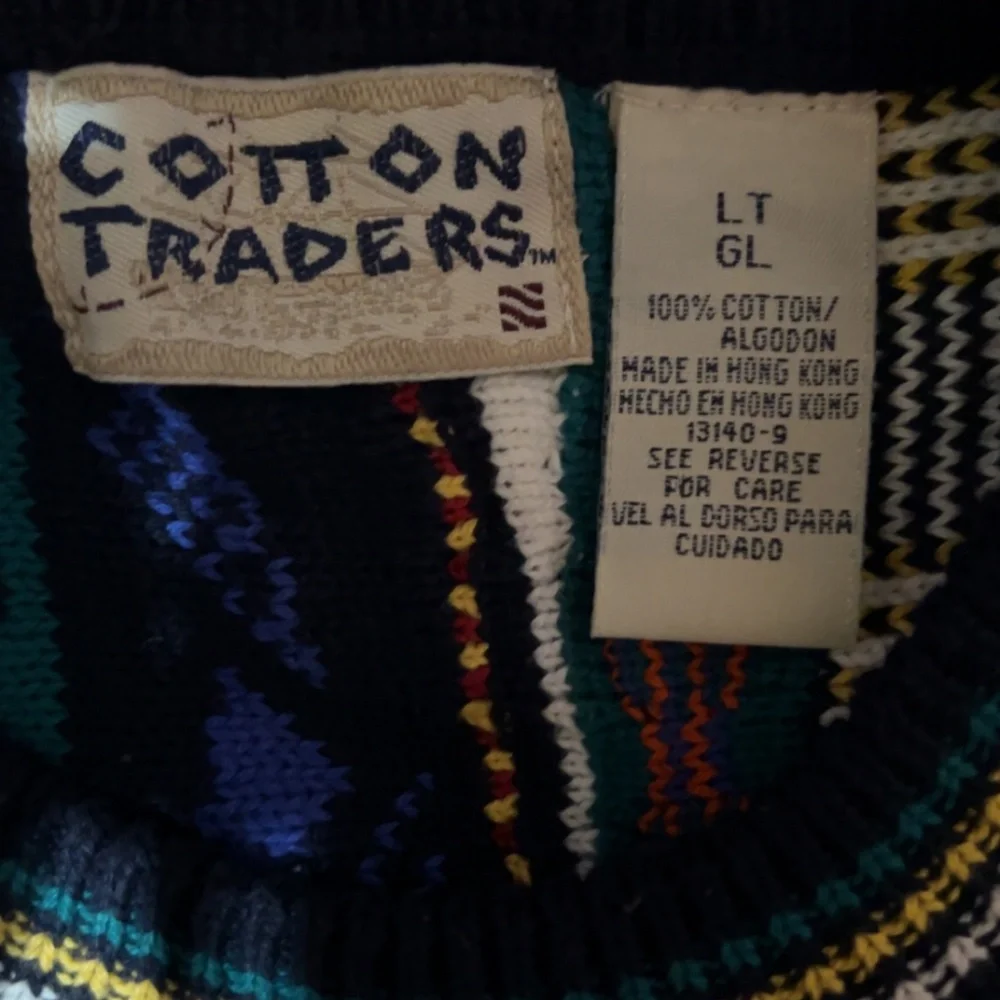 COTTON
TRADERS™
LT
GL
100% COTTON/
ALGODON
MADE IN HONG KONG
HECHO EN HONG KONG
13140-9
SEE REVERSE
FOR CARE
VEL AL DORSO PARA
CUIDADO